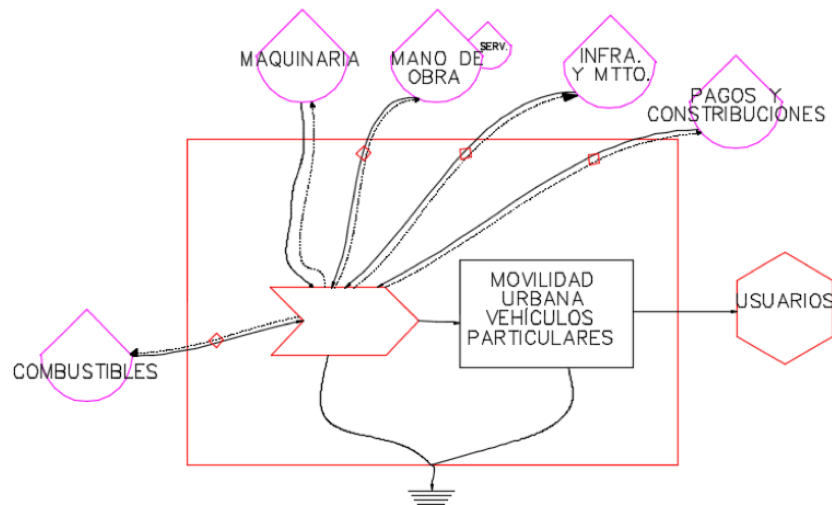 MAQUINARIA
MANO DE
OBRA
SERV.
INFRA.
Y MTTO.
PAGOS Y
CONSTRIBUCIONES
COMBUSTIBLES
MOVILIDAD
URBANA
VEHÍCULOS
PARTICULARES
USUARIOS